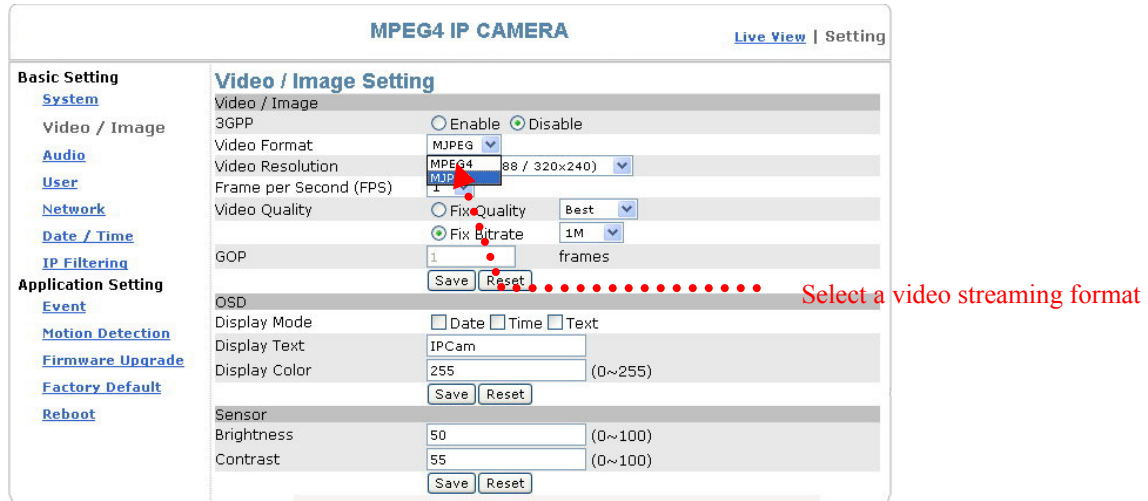 MPEG4 IP CAMERA
Live View | Setting
Basic Setting
System
Video / Image
Audio
User
Network
Date / Time
IP Filtering
Application Setting
Event
Motion Detection
Firmware Upgrade
Factory Default
Reboot
Video / Image Setting
Video / Image
3GPP Enable Disable
Video Format MJPEG
MPEG4
Video Resolution 88 / 320x240)
Frame per Second (FPS) 1
Video Quality Fix Quality Best
Fix Bitrate 1M
GOP 1 frames
Save Reset
Select a video streaming format
OSD
Display Mode Date Time Text
Display Text IPCam
Display Color 255 (0~255)
Save Reset
Sensor
Brightness 50 (0~100)
Contrast 55 (0~100)
Save Reset